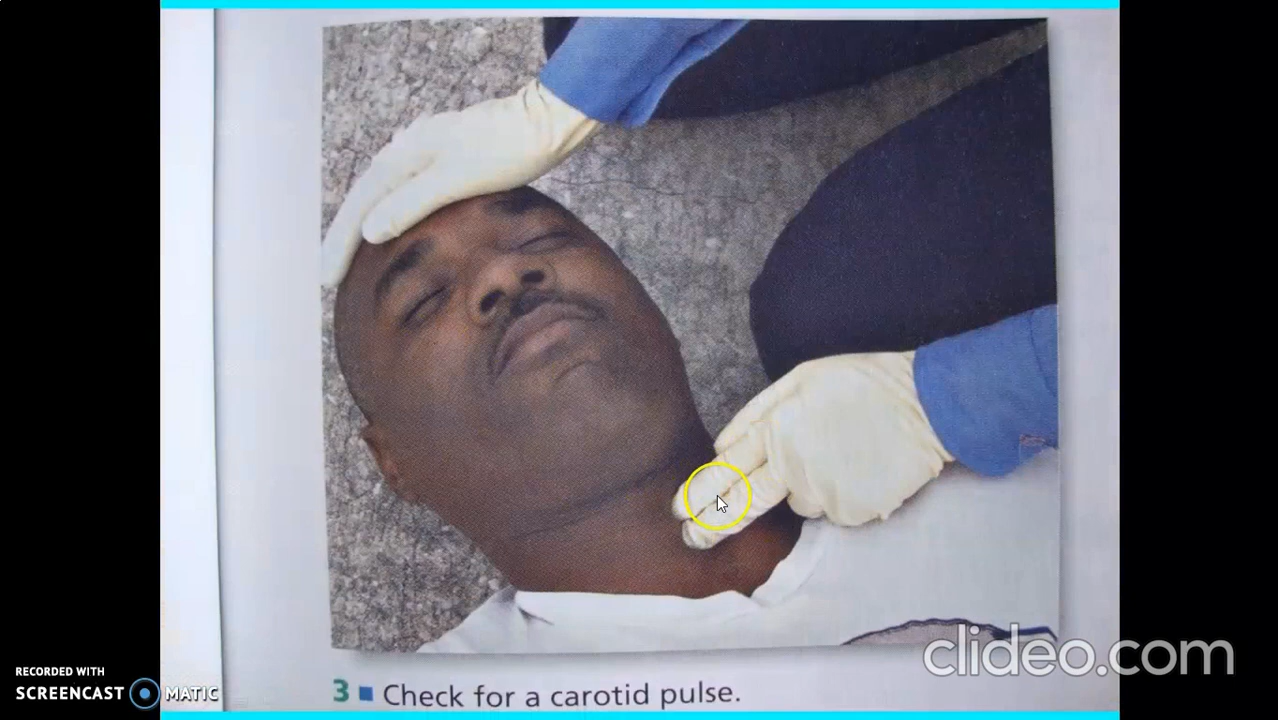 3 ■ Check for a carotid pulse.
clideo.com
RECORDED WITH
SCREENCAST MATIC